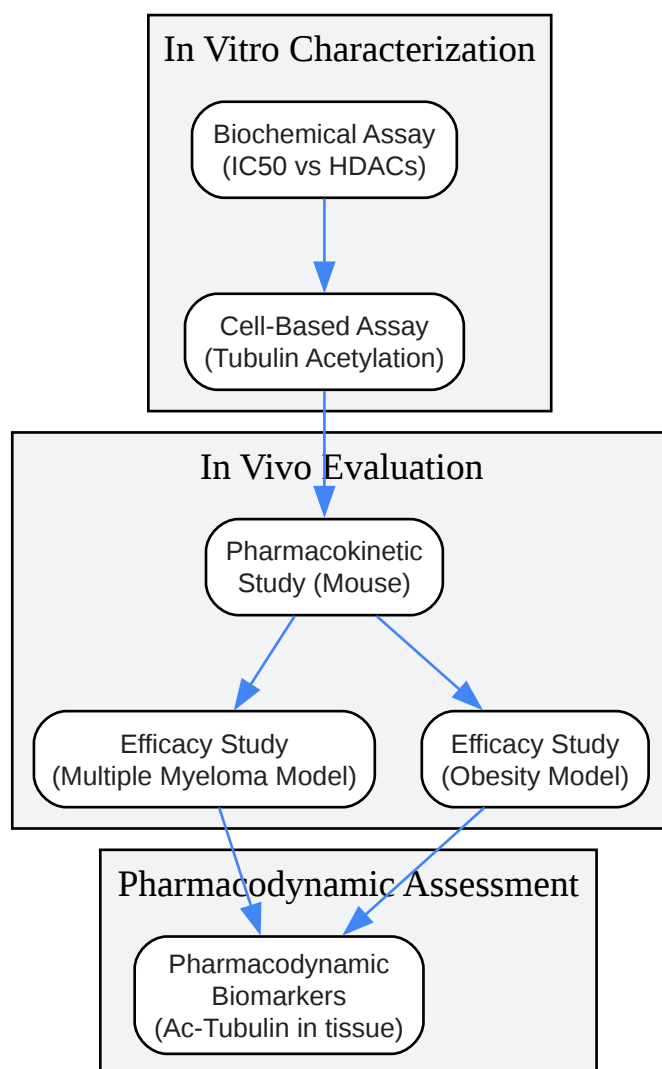 In Vitro Characterization
Biochemical Assay
(IC50 vs HDACs)
Cell-Based Assay
(Tubulin Acetylation)
In Vivo Evaluation
Pharmacokinetic
Study (Mouse)
Efficacy Study
(Multiple Myeloma Model)
Efficacy Study
(Obesity Model)
Pharmacodynamic Assessment
Pharmacodynamic
Biomarkers
(Ac-Tubulin in tissue)